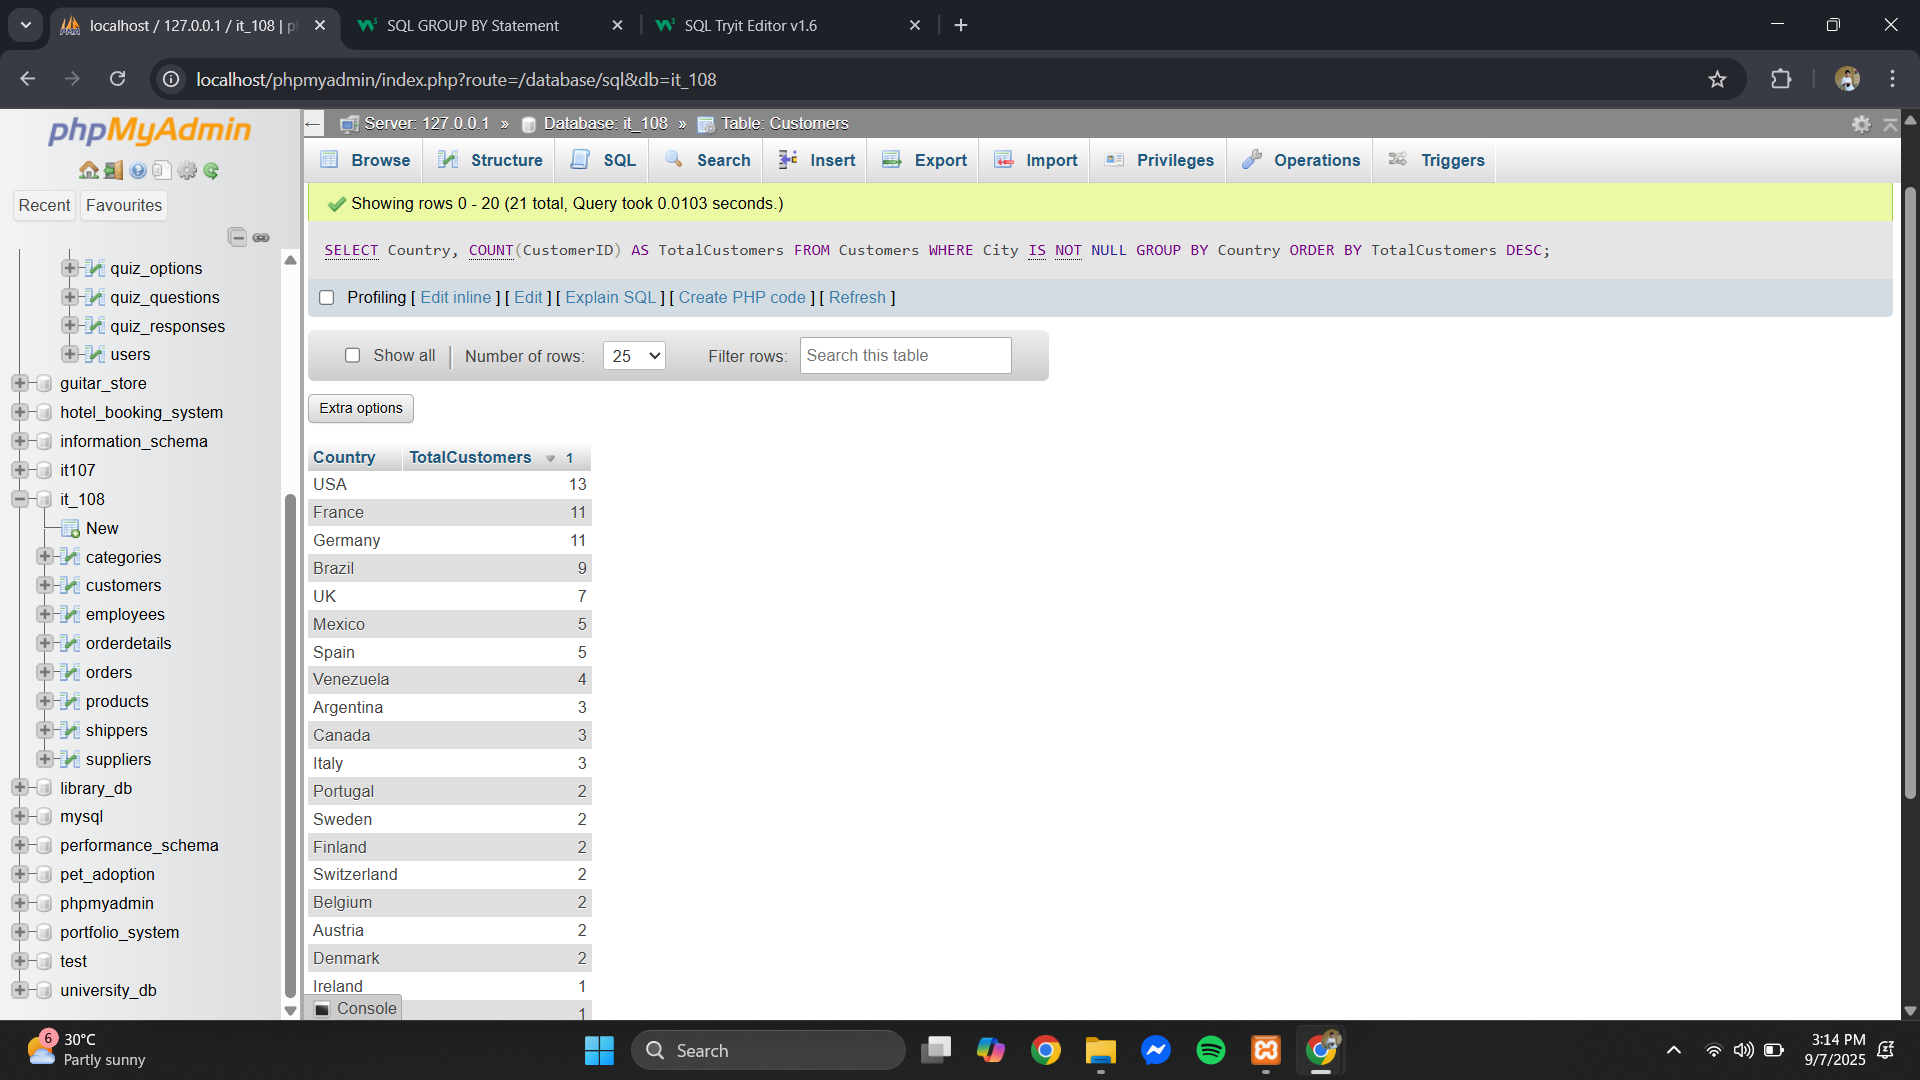 localhost / 127.0.0.1 / it_108 | p
SQL GROUP BY Statement
SQL Tryit Editor v1.6
localhost/phpmyadmin/index.php?route=/database/sql&db=it_108
phpMyAdmin
Recent
Favourites
quiz_options
quiz_questions
quiz_responses
users
guitar_store
hotel_booking_system
information_schema
it107
it_108
New
categories
customers
employees
orderdetails
orders
products
shippers
suppliers
library_db
mysql
performance_schema
pet_adoption
phpmyadmin
portfolio_system
test
university_db
Server: 127.0.0.1 » Database: it_108 » Table: Customers
Browse Structure SQL Search Insert Export Import Privileges Operations Triggers
Showing rows 0 - 20 (21 total, Query took 0.0103 seconds.)
SELECT Country, COUNT(CustomerID) AS TotalCustomers FROM Customers WHERE City IS NOT NULL GROUP BY Country ORDER BY TotalCustomers DESC;
Profiling [ Edit inline ] [ Edit ] [ Explain SQL ] [ Create PHP code ] [ Refresh ]
Show all Number of rows: 25 Filter rows: Search this table
Extra options
Country TotalCustomers 1
USA 13
France 11
Germany 11
Brazil 9
UK 7
Mexico 5
Spain 5
Venezuela 4
Argentina 3
Canada 3
Italy 3
Portugal 2
Sweden 2
Finland 2
Switzerland 2
Belgium 2
Austria 2
Denmark 2
Ireland 1
Console 1
6
30°C
Partly sunny
Search
3:14 PM
9/7/2025